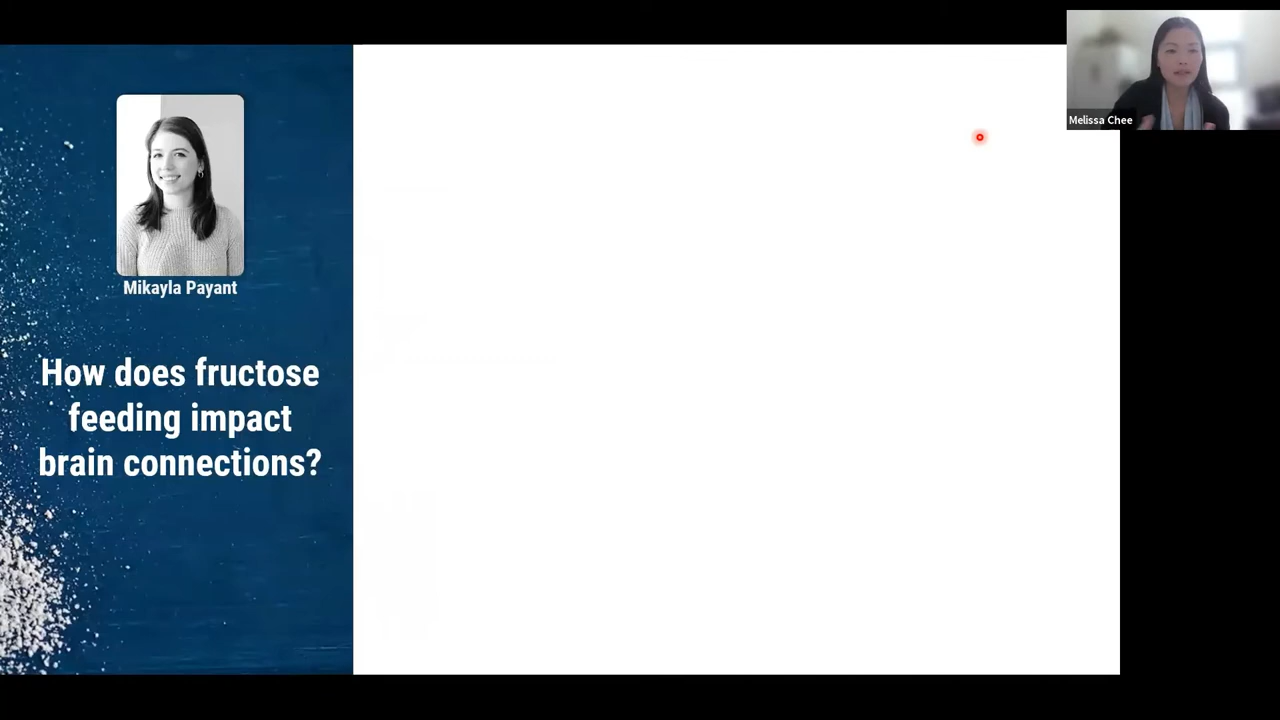 Melissa Chee
Mikayla Payant
How does fructose
feeding impact
brain connections?